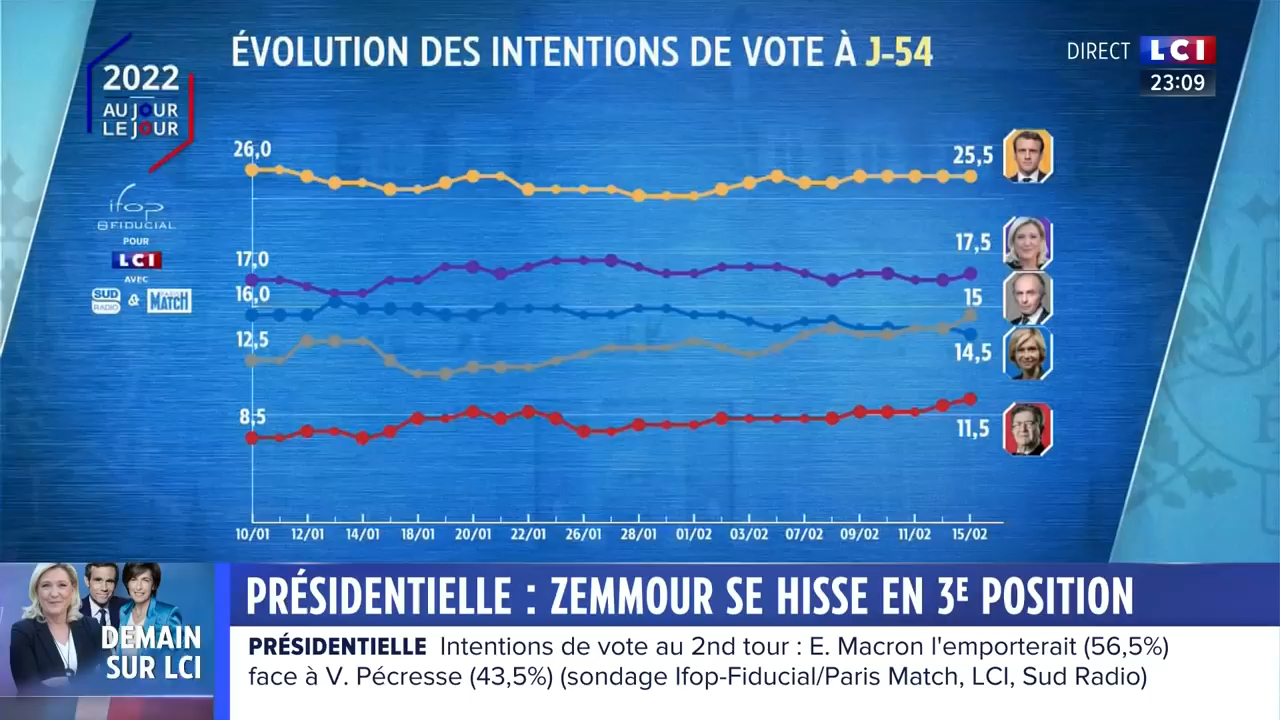 ÉVOLUTION DES INTENTIONS DE VOTE À J-54
DIRECT LCI
23:09
2022
AU JOUR
LE JOUR
ifop
FIDUCIAL
POUR
LCI
AVEC
SUD RADIO & PARIS MATCH
26,0
25,5
17,0
17,5
16,0
15
12,5
14,5
8,5
11,5
10/01 12/01 14/01 16/01 18/01 20/01 22/01 24/01 26/01 28/01 01/02 03/02 07/02 09/02 11/02 15/02
DEMAIN
SUR LCI
PRÉSIDENTIELLE : ZEMMOUR SE HISSE EN 3E POSITION
PRÉSIDENTIELLE Intentions de vote au 2nd tour : E. Macron l'emporterait (56,5%)
face à V. Pécresse (43,5%) (sondage Ifop-Fiducial/Paris Match, LCI, Sud Radio)